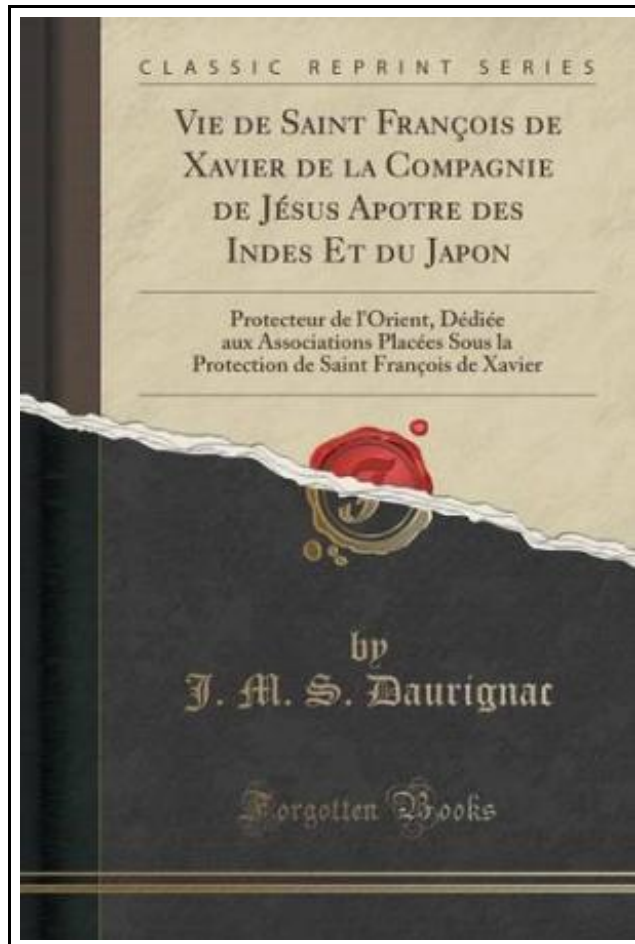 CLASSIC REPRINT SERIES
VIE DE SAINT FRANÇOIS DE
XAVIER DE LA COMPAGNIE
DE JÉSUS APOTRE DES
INDES ET DU JAPON
Protecteur de l'Orient, Dédiée
aux Associations Placées Sous la
Protection de Saint François de Xavier
by
J. M. S. Daurignac
Forgotten Books